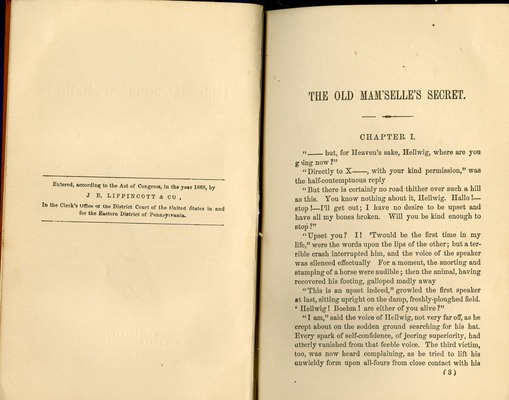 Entered, according to the Act of Congress, in the year 1868, by
J B. LIPPINCOTT & CO,
In the Clerk's Office of the District Court of the United States in and
for the Eastern District of Pennsylvania.
THE OLD MAM'SELLE'S SECRET.
CHAPTER I.
"—— but, for Heaven's sake, Hellwig, where are you
going now?"
"Directly to X——, with your kind permission," was
the half-contemptuous reply
"But there is certainly no road thither over such a hill
as this. You know nothing about it, Hellwig. Hallo!—
stop!—I'll get out; I have no desire to be upset and
have all my bones broken. Will you be kind enough to
stop?"
"Upset you? I! 'Twould be the first time in my
life," were the words upon the lips of the other; but a ter-
rible crash interrupted him, and the voice of the speaker
was silenced effectually For a moment, the snorting and
stamping of a horse were audible; then the animal, having
recovered his footing, galloped madly away
"This is an upset indeed," growled the first speaker
at last, sitting upright on the damp, freshly-ploughed field.
' Hellwig! Boehm! are either of you alive?"
"I am," said the voice of Hellwig, not very far off, as he
crept about on the sodden ground searching for his hat.
Every spark of self-confidence, of jeering superiority, had
utterly vanished from that feeble voice. The third victim,
too, was now heard complaining, as he tried to lift his
unwieldy form upon all-fours from close contact with his
(3)